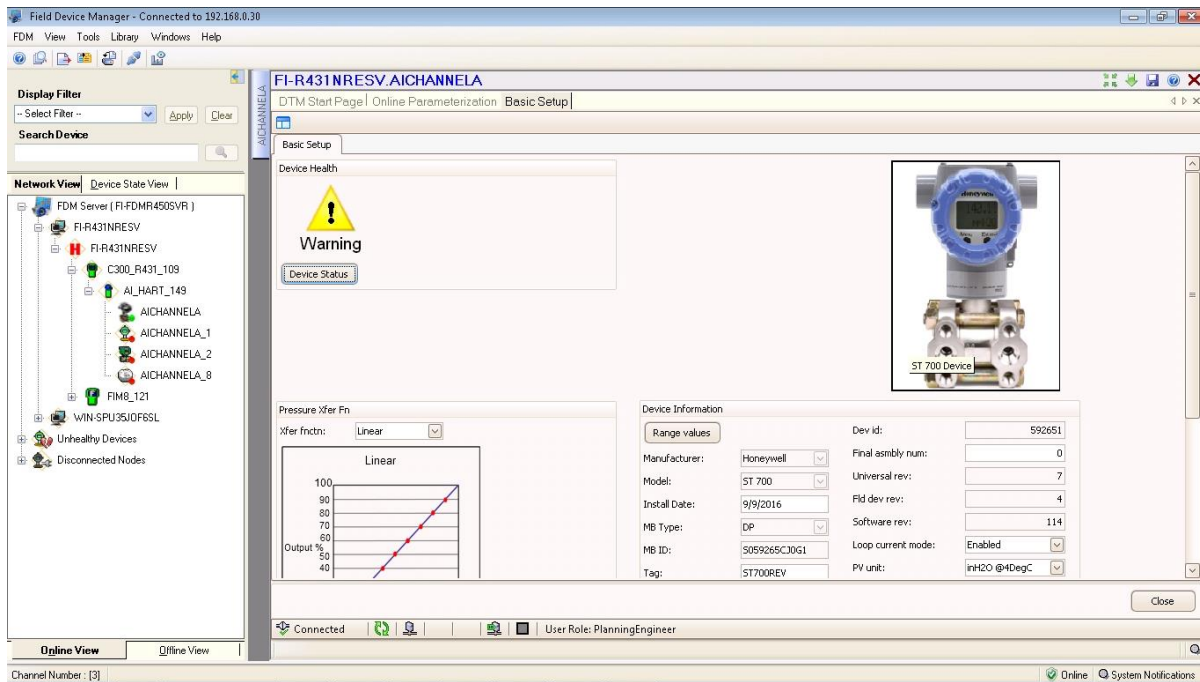 Field Device Manager - Connected to 192.168.0.30
FDM View Tools Library Windows Help
Display Filter
-- Select Filter --
Apply
Clear
Search Device
Network View
Device State View
FDM Server ( FI-FDMR450SVR )
FI-R431NRESV
FI-R431NRESV
C300_R431_109
AI_HART_149
AICHANNELA
AICHANNELA_1
AICHANNELA_2
AICHANNELA_8
FIM8_121
WIN-SPU35JOF6SL
Unhealthy Devices
Disconnected Nodes
Online View
Offline View
Channel Number : [3]
AICHANNELA
FI-R431NRESV.AICHANNELA
DTM Start Page
Online Parameterization
Basic Setup
Basic Setup
Device Health
Warning
Device Status
Honeywell
ST 700 Device
Pressure Xfer Fn
Xfer fnctn: Linear
Linear
100
90
80
70
60
Output %
50
40
Device Information
Range values
Manufacturer: Honeywell
Model: ST 700
Install Date: 9/9/2016
MB Type: DP
MB ID: S059265CJ0G1
Tag: ST700REV
Dev id: 592651
Final asmbly num: 0
Universal rev: 7
Fld dev rev: 4
Software rev: 114
Loop current mode: Enabled
PV unit: inH2O @4DegC
Close
Connected
User Role: PlanningEngineer
Online
System Notifications